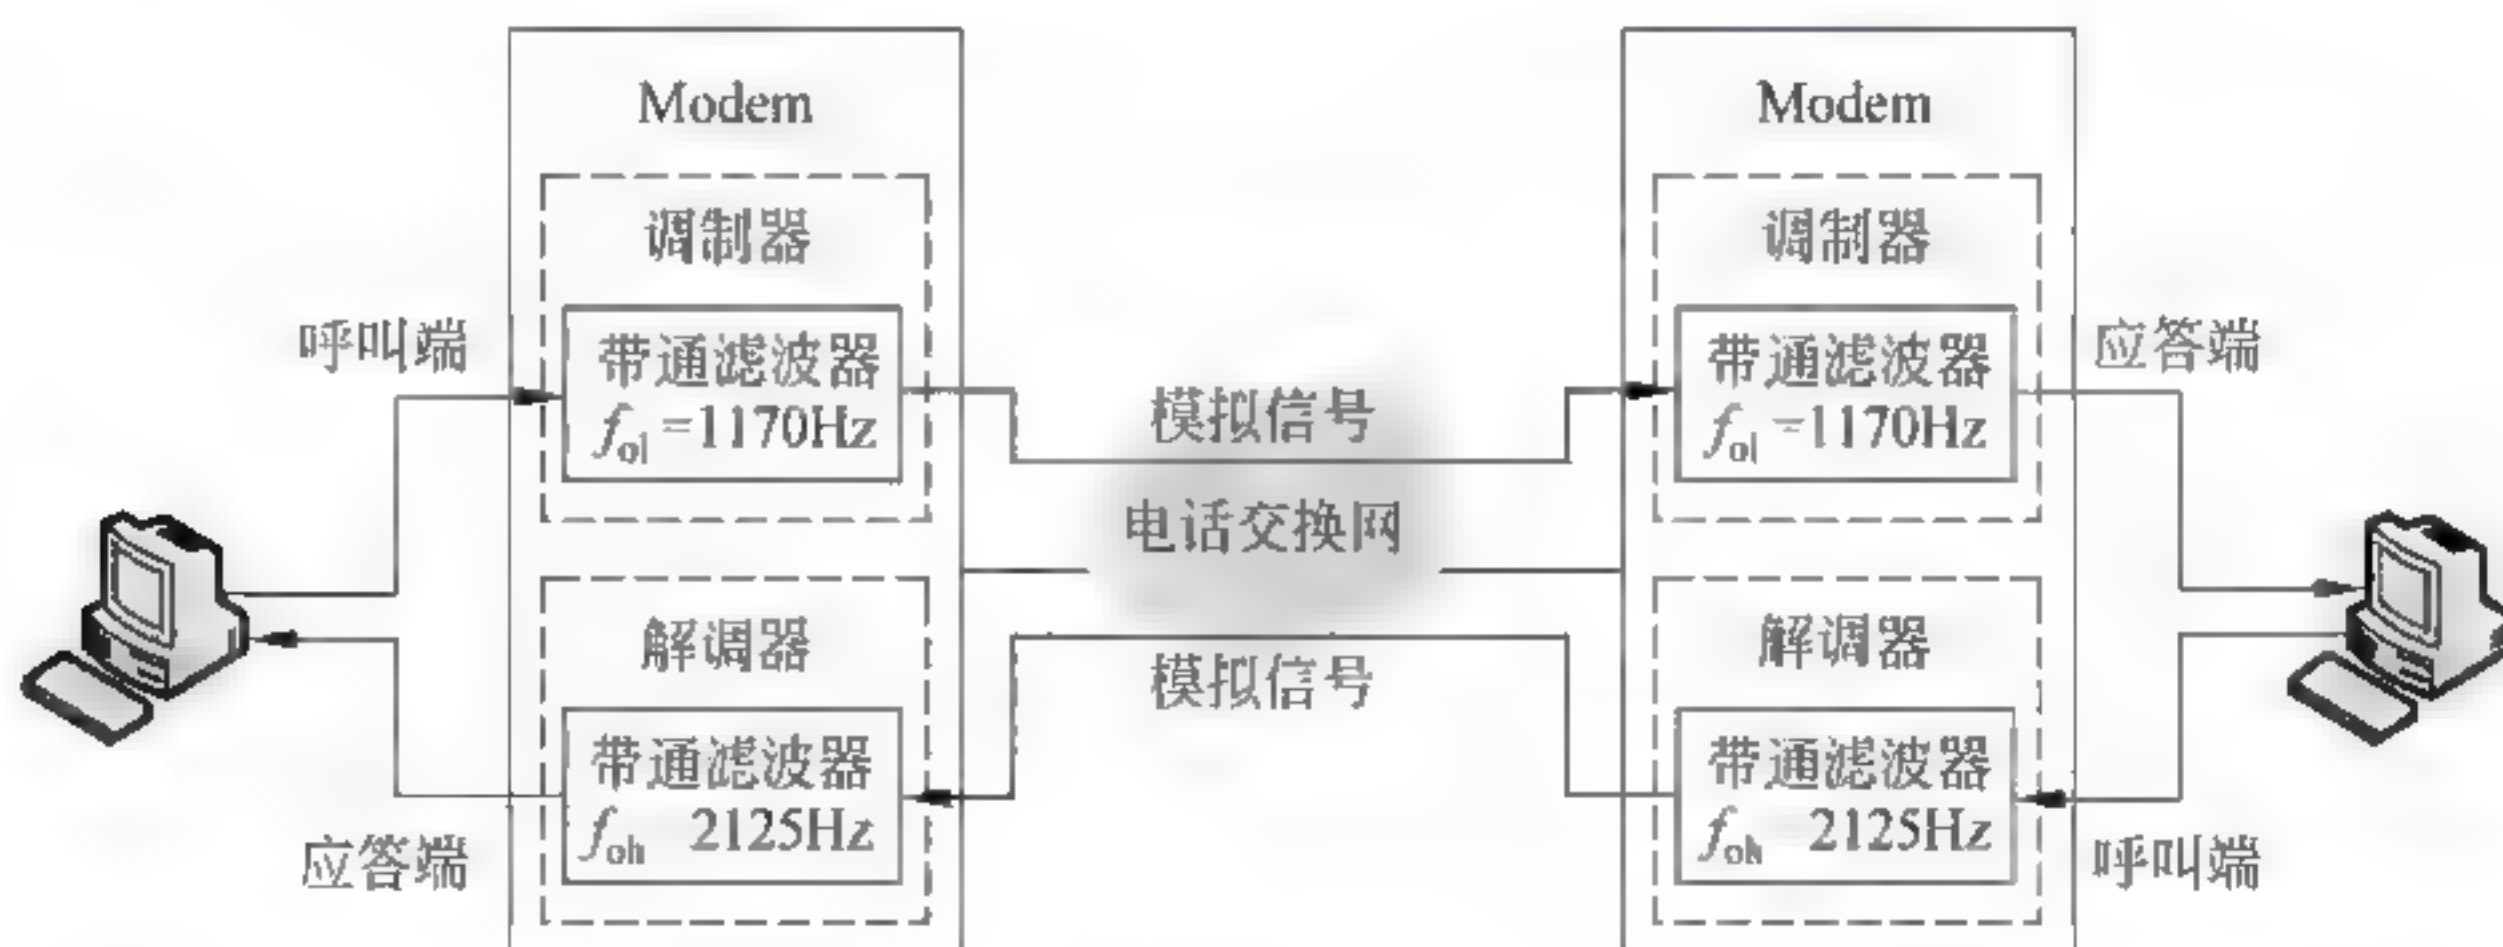 Modem
调制器
呼叫端
带通滤波器
fol =1170Hz
解调器
带通滤波器
foh 2125Hz
应答端
模拟信号
电话交换网
模拟信号
Modem
调制器
带通滤波器
fol =1170Hz
应答端
解调器
带通滤波器
foh 2125Hz
呼叫端